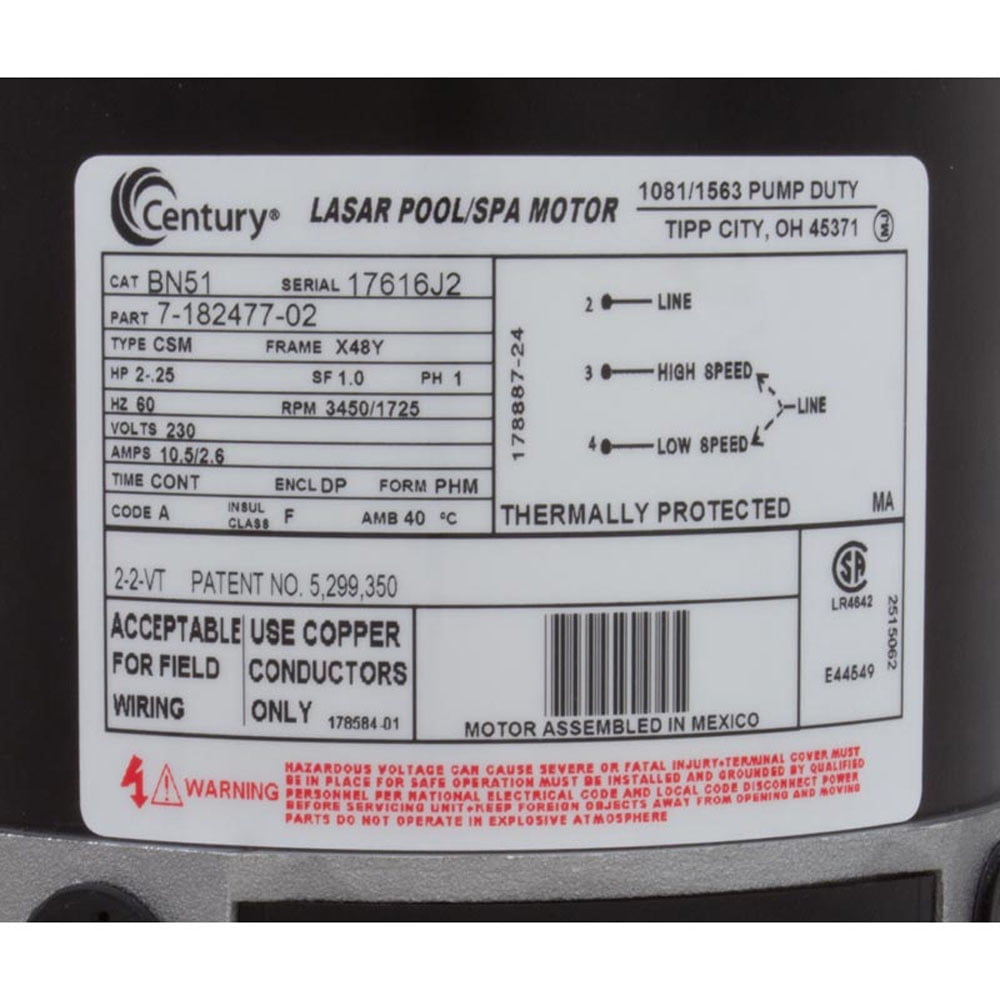 Century®
LASAR POOL/SPA MOTOR
1081/1563 PUMP DUTY
TIPP CITY, OH 45371
CAT BN51 SERIAL 17616J2
PART 7-182477-02
TYPE CSM FRAME X48Y
HP 2-.25 SF 1.0 PH 1
HZ 60 RPM 3450/1725
VOLTS 230
AMPS 10.5/2.6
TIME CONT ENCL DP FORM PHM
CODE A INSUL CLASS F AMB 40 °C
178887-24
2 LINE
3 HIGH SPEED
LINE
4 LOW SPEED
THERMALLY PROTECTED MA
2-2-VT PATENT NO. 5,299,350
ACCEPTABLE
FOR FIELD
WIRING
USE COPPER
CONDUCTORS
ONLY 178584-01
MOTOR ASSEMBLED IN MEXICO
SA
LR4642
E44549
2515062
WARNING
HAZARDOUS VOLTAGE CAN CAUSE SEVERE OR FATAL INJURY•TERMINAL COVER MUST
BE IN PLACE FOR SAFE OPERATION MUST BE INSTALLED AND GROUNDED BY QUALIFIED
PERSONNEL PER NATIONAL ELECTRICAL CODE AND LOCAL CODE DISCONNECT POWER
BEFORE SERVICING UNIT•KEEP FOREIGN OBJECTS AWAY FROM OPENING AND MOVING
PARTS DO NOT OPERATE IN EXPLOSIVE ATMOSPHERE